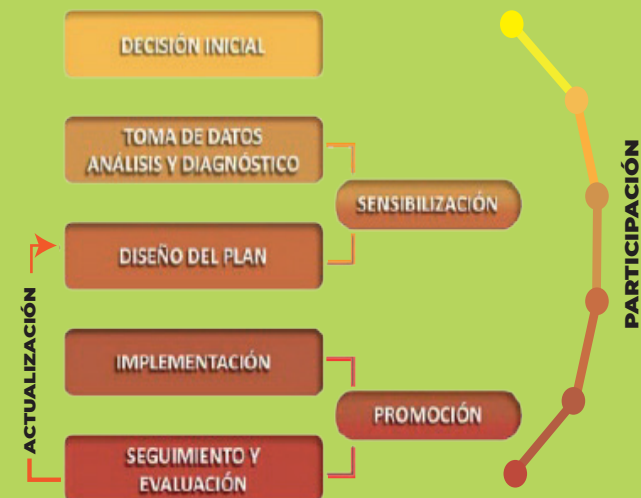 DECISIÓN INICIAL
TOMA DE DATOS
ANÁLISIS Y DIAGNÓSTICO
SENSIBILIZACIÓN
DISEÑO DEL PLAN
IMPLEMENTACIÓN
PROMOCIÓN
SEGUIMIENTO Y
EVALUACIÓN
ACTUALIZACIÓN
PARTICIPACIÓN